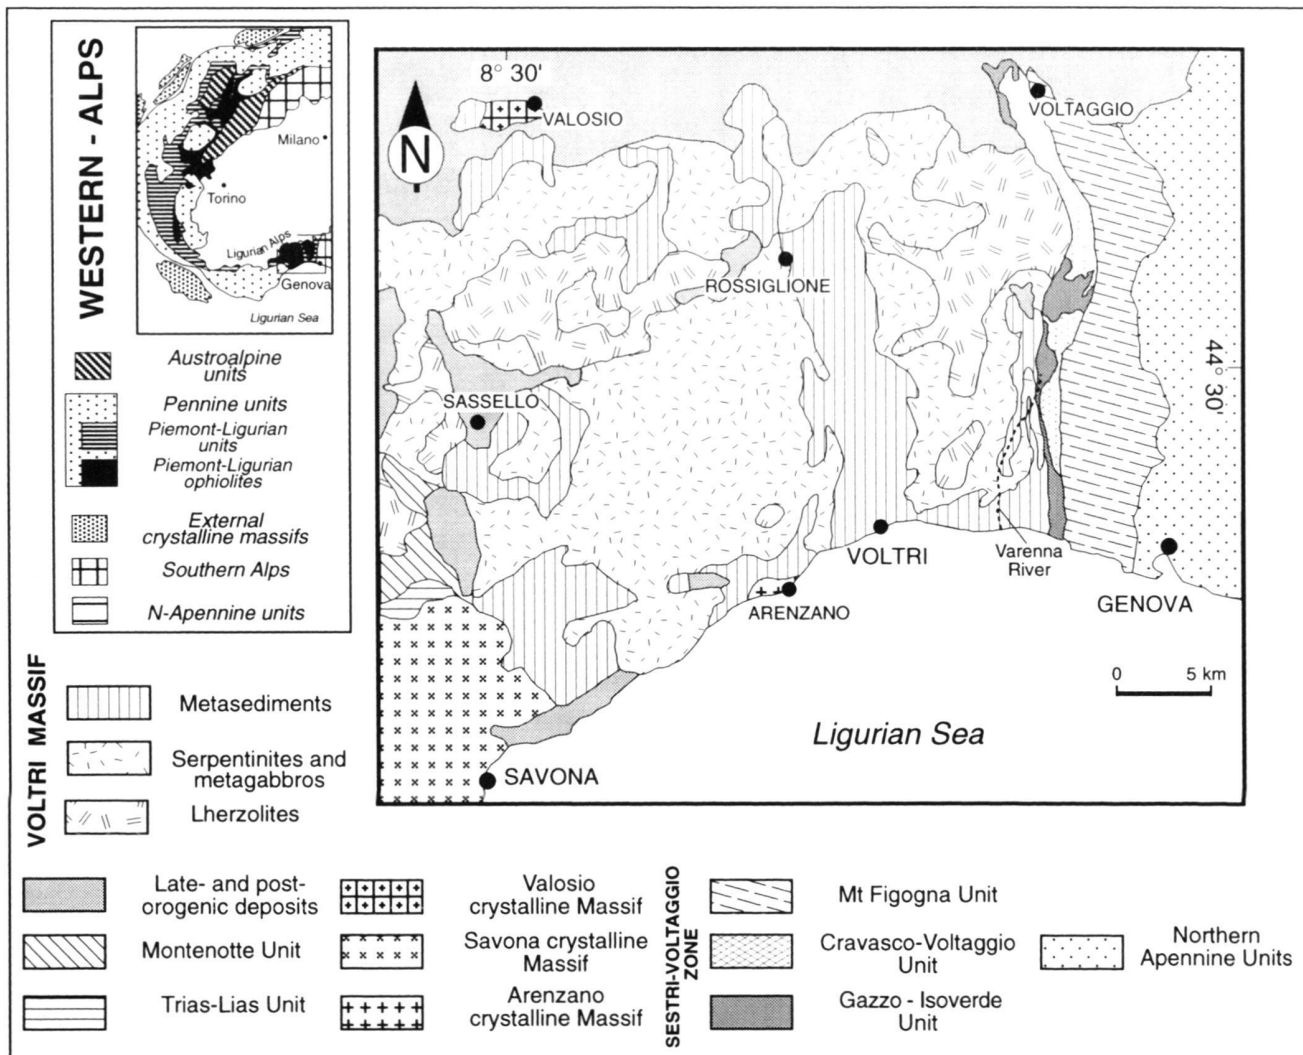 WESTERN - ALPS
Milano
Torino
Ligurian Alps
Genova
Ligurian Sea
Austroalpine
units
Pennine units
Piemont-Ligurian
units
Piemont-Ligurian
ophiolites
External
crystalline massifs
Southern Alps
N-Apennine units
8° 30'
N
VALOSIO
VOLTAGGIO
ROSSIGLIONE
44° 30'
SASSELLO
VOLTRI
Varenna
River
ARENZANO
GENOVA
0 5 km
Ligurian Sea
SAVONA
VOLTRI MASSIF
Metasediments
Serpentinites and
metagabbros
Lherzolites
Late- and post-
orogenic deposits
Montenotte Unit
Trias-Lias Unit
Valosio
crystalline Massif
Savona crystalline
Massif
Arenzano
crystalline Massif
SESTRI-VOLTAGGIO
ZONE
Mt Figogna Unit
Cravasco-Voltaggio
Unit
Gazzo - Isoverde
Unit
Northern
Apennine Units